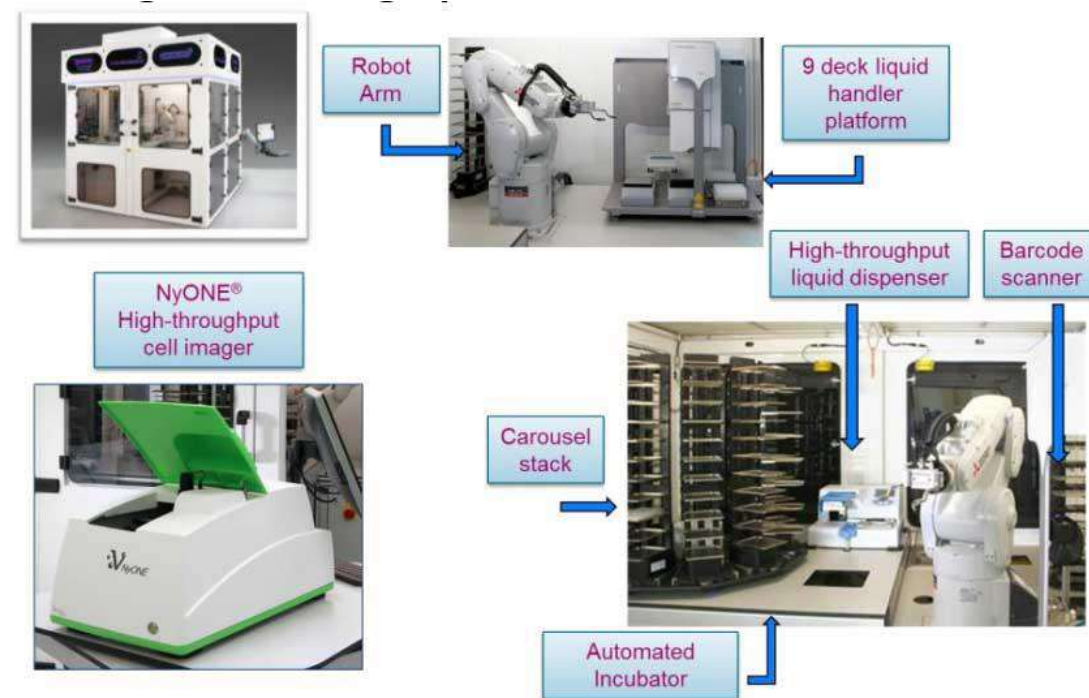 Robot
Arm
9 deck liquid
handler
platform
High-throughput
liquid dispenser
Barcode
scanner
NyONE®
High-throughput
cell imager
Carousel
stack
NyONE
Automated
Incubator